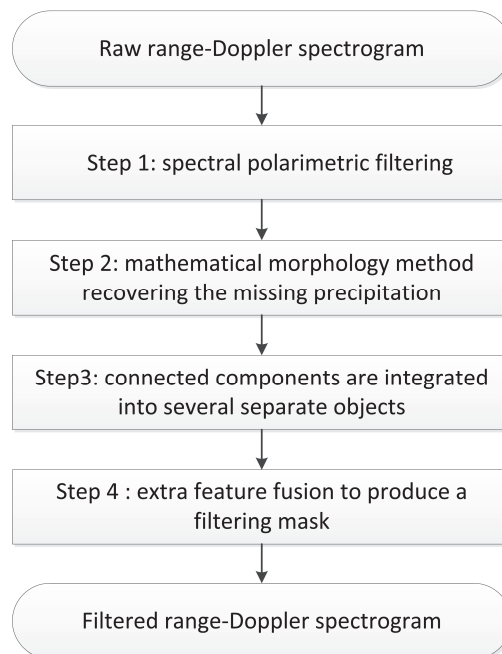 Raw range-Doppler spectrogram
Step 1: spectral polarimetric filtering
Step 2: mathematical morphology method
recovering the missing precipitation
Step3: connected components are integrated
into several separate objects
Step 4 : extra feature fusion to produce a
filtering mask
Filtered range-Doppler spectrogram